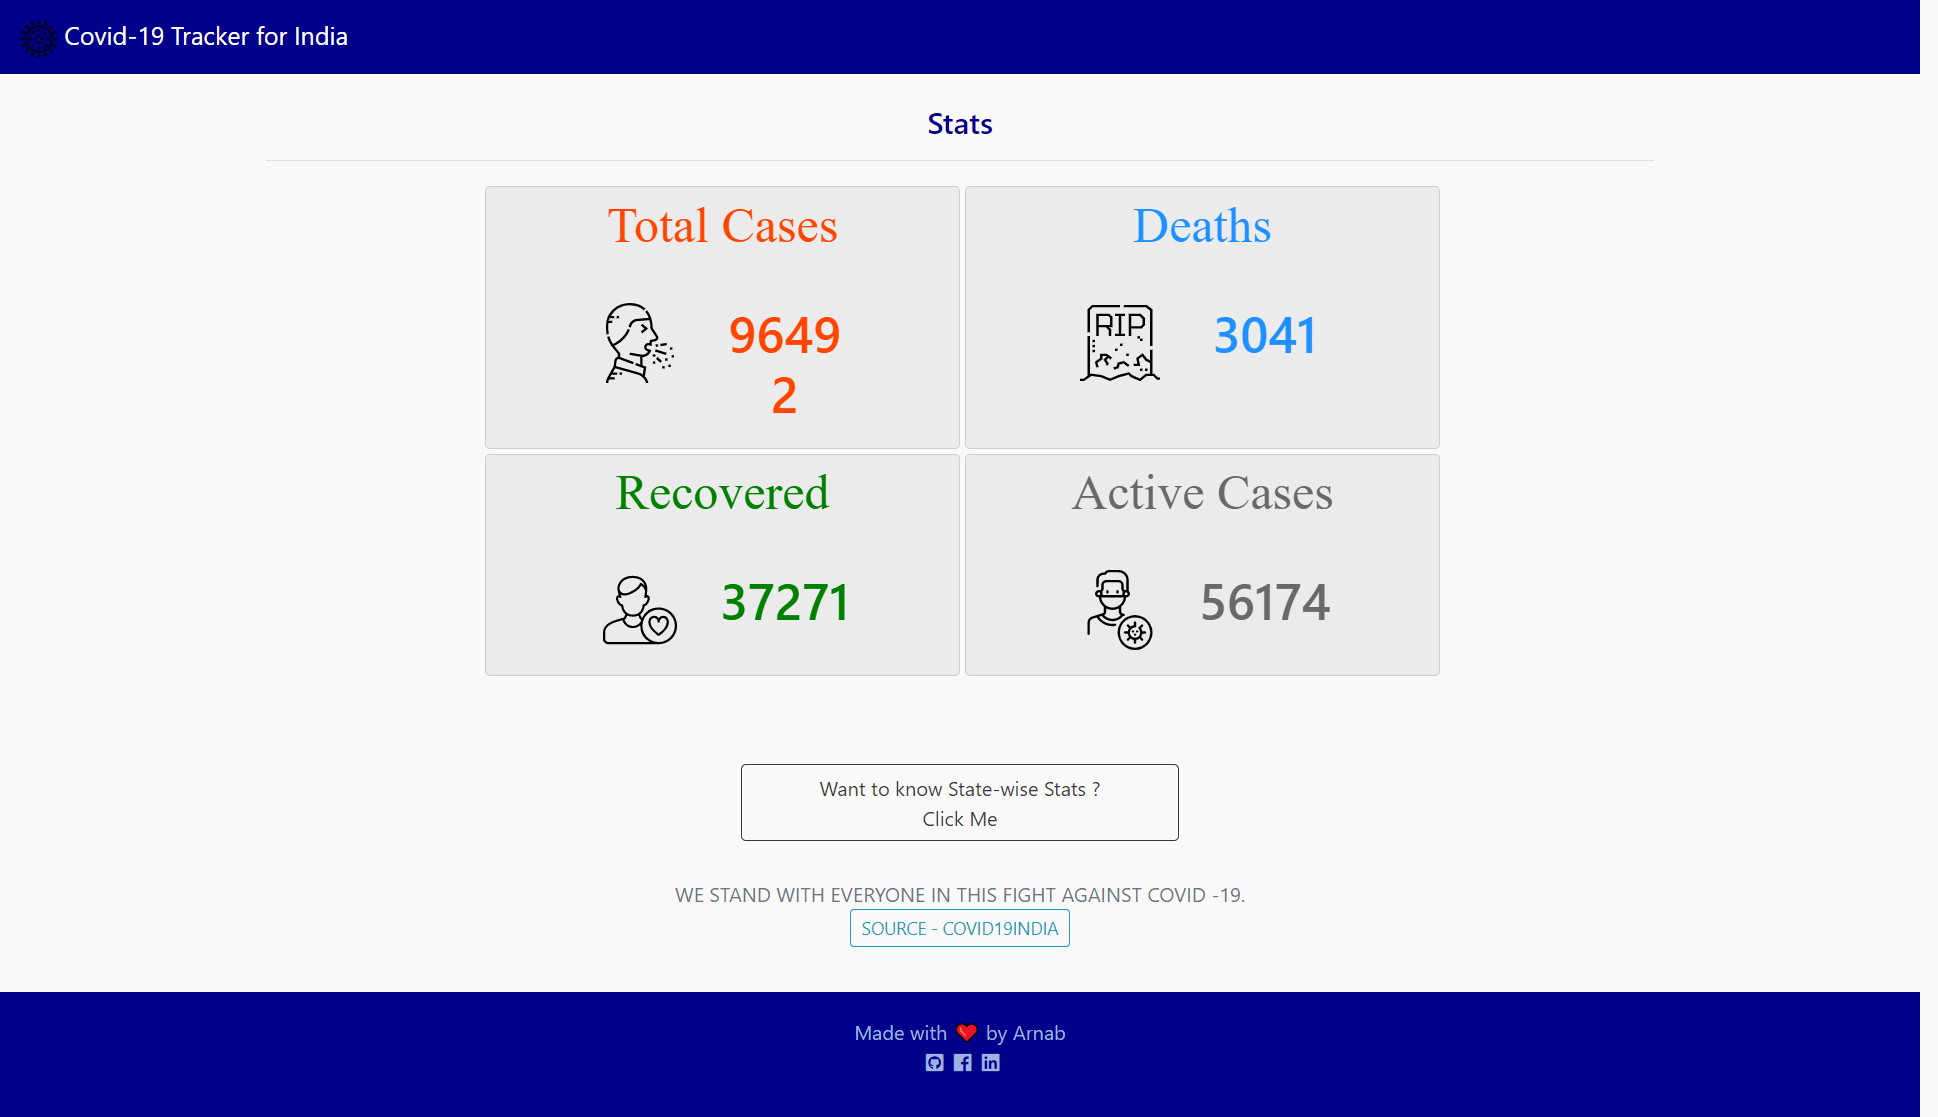 Covid-19 Tracker for India
Stats
Total Cases
9649
2
Deaths
RIP
3041
Recovered
37271
Active Cases
56174
Want to know State-wise Stats ?
Click Me
WE STAND WITH EVERYONE IN THIS FIGHT AGAINST COVID -19.
SOURCE - COVID19INDIA
Made with ❤ by Arnab